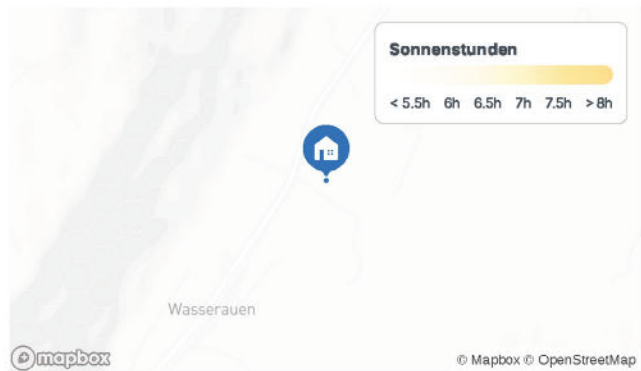 Sonnenstunden
< 5.5h 6h 6.5h 7h 7.5h > 8h
Wasserauen
mapbox
© Mapbox © OpenStreetMap